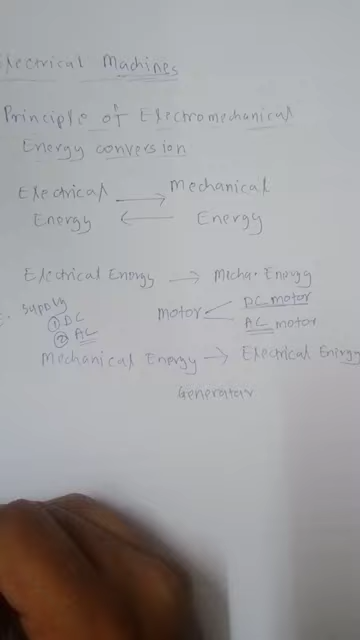 Electrical Machines
Principle of Electromechanical
Energy conversion
Electrical → Mechanical
Energy ← Energy
Electrical Energy → Mecha. Energy
Supply
① DC
② AC
Motor
DC motor
AC motor
Mechanical Energy → Electrical Energy
Generator